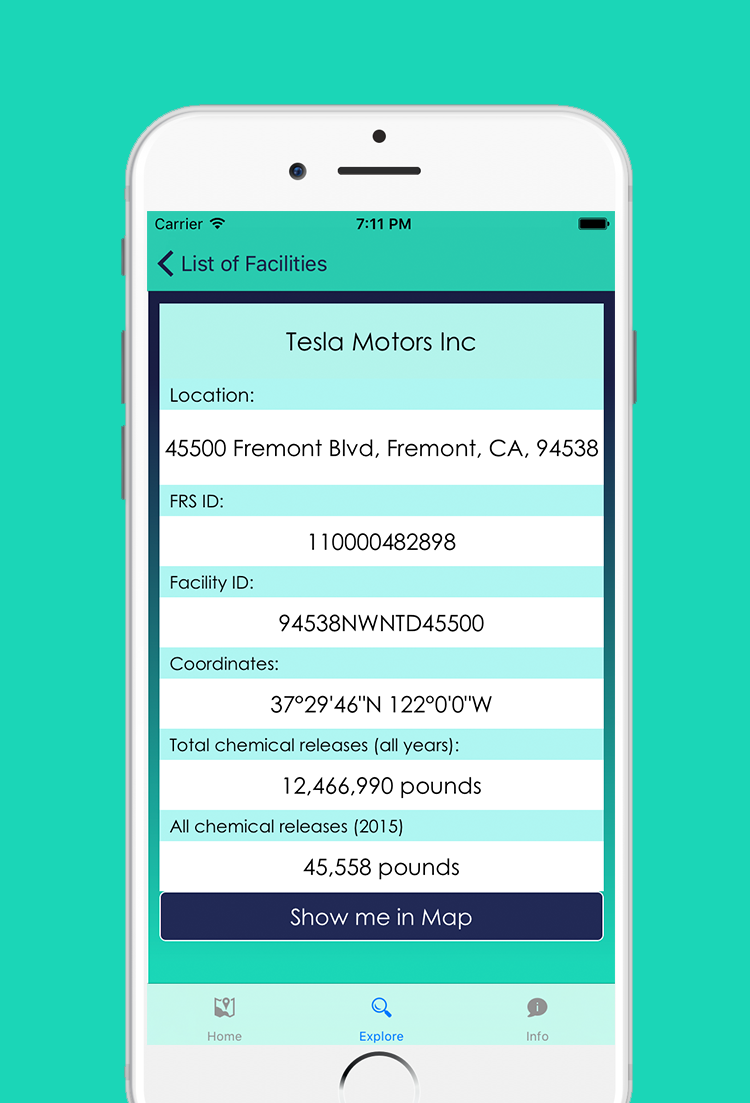 Carrier 7:11 PM
List of Facilities
Tesla Motors Inc
Location:
45500 Fremont Blvd, Fremont, CA, 94538
FRS ID:
110000482898
Facility ID:
94538NWNTD45500
Coordinates:
37°29'46"N 122°0'0"W
Total chemical releases (all years):
12,466,990 pounds
All chemical releases (2015)
45,558 pounds
Show me in Map
Home Explore Info